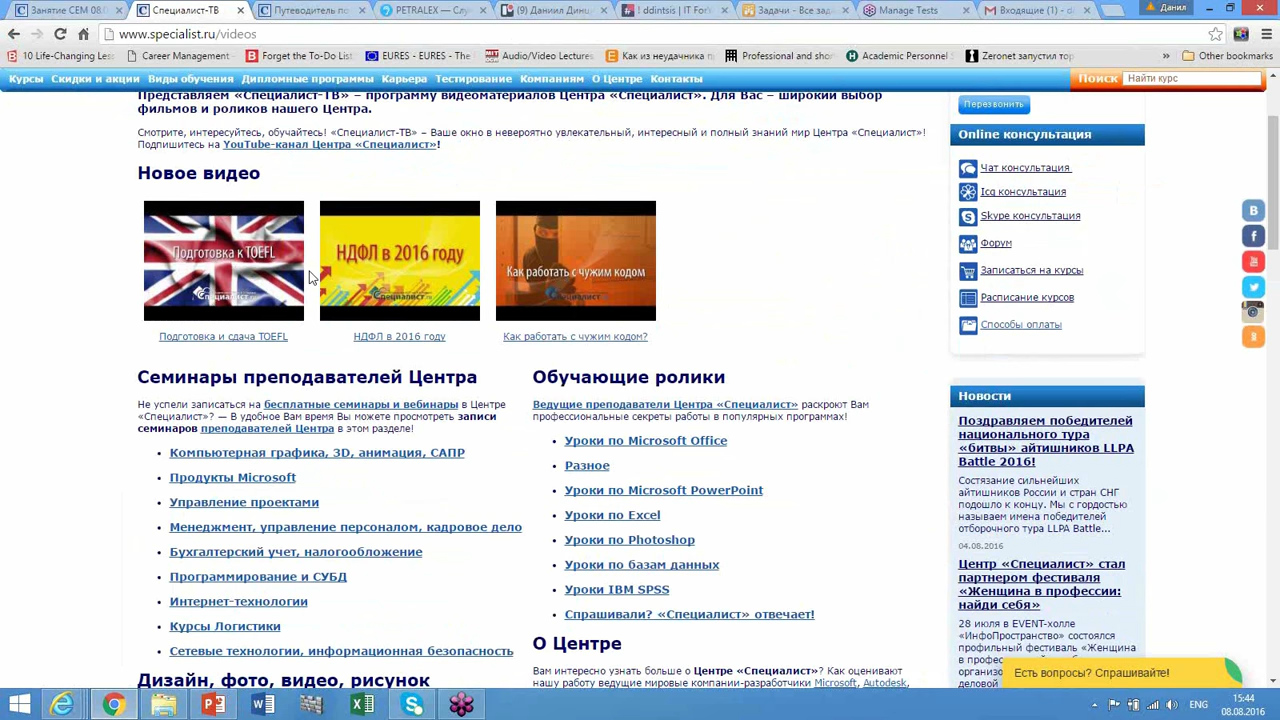 Занятие СЕМ 08.0
Специалист-ТВ
Путеводитель по
PETRALEX — Слу
(9) Даниил Динц
! ddintsis | IT For
Задачи - Все зада
Manage Tests
Входящие (1) - d
Данил
www.specialist.ru/videos
10 Life-Changing Les
Career Management -
Forget the To-Do Lis
EURES - EURES - The
Audio/Video Lectures
Как из неудачника п
Professional and shor
Academic Personnel S
Zeronet запустил тор
»
Other bookmarks
Курсы Скидки и акции Виды обучения Дипломные программы Карьера Тестирование Компаниям О Центре Контакты
Поиск Найти курс
Представляем «Специалист-ТВ» – программу видеоматериалов Центра «Специалист». Для Вас – широкий выбор
фильмов и роликов нашего Центра.
Смотрите, интересуйтесь, обучайтесь! «Специалист-ТВ» – Ваше окно в невероятно увлекательный, интересный и полный знаний мир Центра «Специалист»!
Подпишитесь на YouTube-канал Центра «Специалист»!
Новое видео
Подготовка к TOEFL
Специалист.ru
НДФЛ в 2016 году
Специалист.ru
Как работать с чужим кодом
Подготовка и сдача TOEFL
НДФЛ в 2016 году
Как работать с чужим кодом?
Семинары преподавателей Центра
Не успели записаться на бесплатные семинары и вебинары в Центре
«Специалист»? — В удобное Вам время Вы можете просмотреть записи
семинаров преподавателей Центра в этом разделе!
• Компьютерная графика, 3D, анимация, САПР
• Продукты Microsoft
• Управление проектами
• Менеджмент, управление персоналом, кадровое дело
• Бухгалтерский учет, налогообложение
• Программирование и СУБД
• Интернет-технологии
• Курсы Логистики
• Сетевые технологии, информационная безопасность
Дизайн, фото, видео, рисунок
Обучающие ролики
Ведущие преподаватели Центра «Специалист» раскроют Вам
профессиональные секреты работы в популярных программах!
• Уроки по Microsoft Office
• Разное
• Уроки по Microsoft PowerPoint
• Уроки по Excel
• Уроки по Photoshop
• Уроки по базам данных
• Уроки IBM SPSS
• Спрашивали? «Специалист» отвечает!
О Центре
Вам интересно узнать больше о Центре «Специалист»? Как оценивают
нашу работу ведущие мировые компании-разработчики Microsoft, Autodesk,
Перезвонить
Online консультация
Чат консультация
Icq консультация
Skype консультация
Форум
Записаться на курсы
Расписание курсов
Способы оплаты
Новости
Поздравляем победителей
национального тура
«битвы» айтишников LLPA
Battle 2016!
Состязание сильнейших
айтишников России и стран СНГ
подошло к концу. Мы с гордостью
называем имена победителей
отборочного тура LLPA Battle...
04.08.2016
Центр «Специалист» стал
партнером фестиваля
«Женщина в профессии:
найди себя»
28 июля в EVENT-холле
«ИнфоПространство» состоялся
профильный фестиваль «Женщина
Есть вопросы? Спрашивайте!
ENG
15:44
08.08.2016